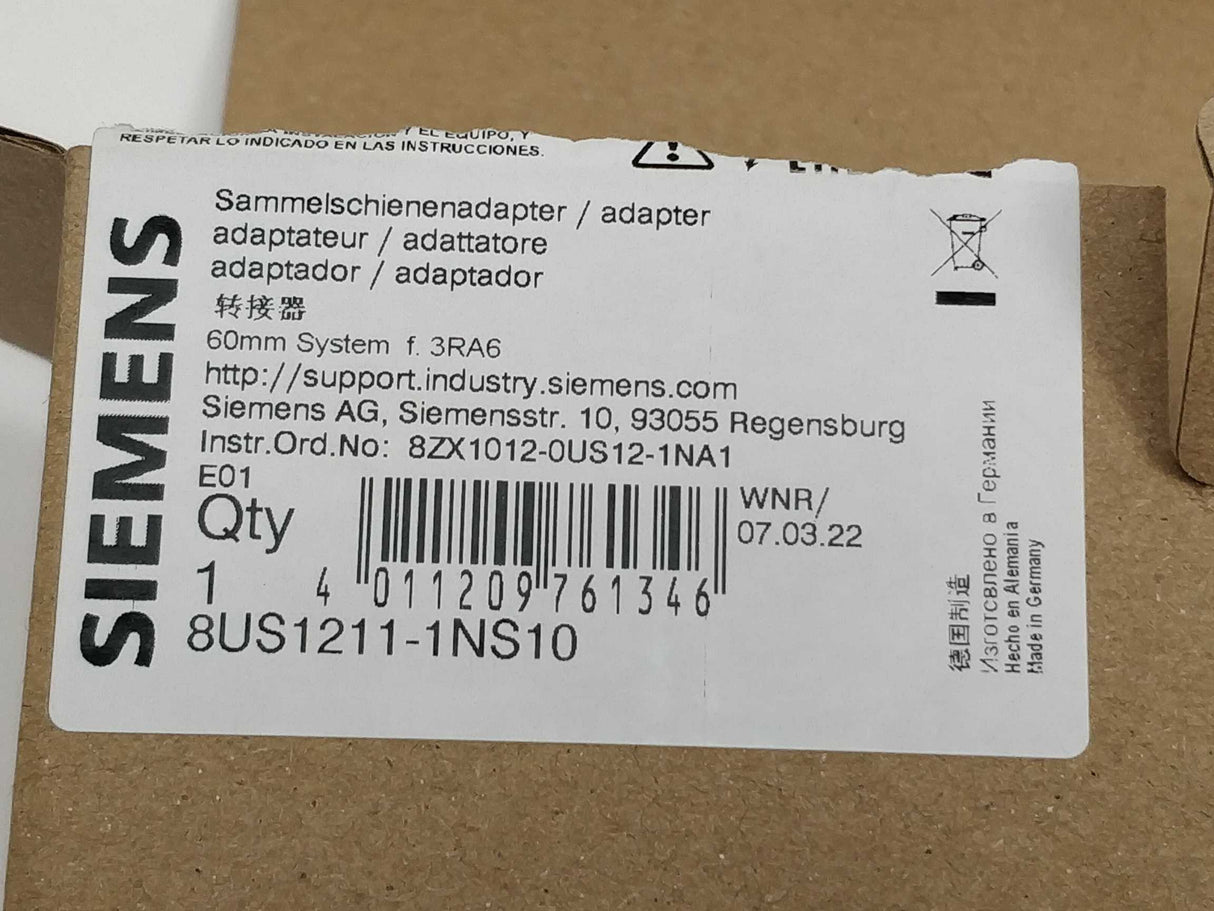 Y EL EQUIPO, Y
RESPETAR LO INDICADO EN LAS INSTRUCCIONES.
SIEMENS
Sammelschienenadapter / adapter
adaptateur / adattatore
adaptador / adaptador
转接器
60mm System f. 3RA6
http://support.industry.siemens.com
Siemens AG, Siemensstr. 10, 93055 Regensburg
Instr.Ord.No: 8ZX1012-0US12-1NA1
E01
Qty
1
4 011209 761346
WNR/
07.03.22
8US1211-1NS10
德国制造
Изготовлено в Германии
Hecho en Alemania
Made in Germany